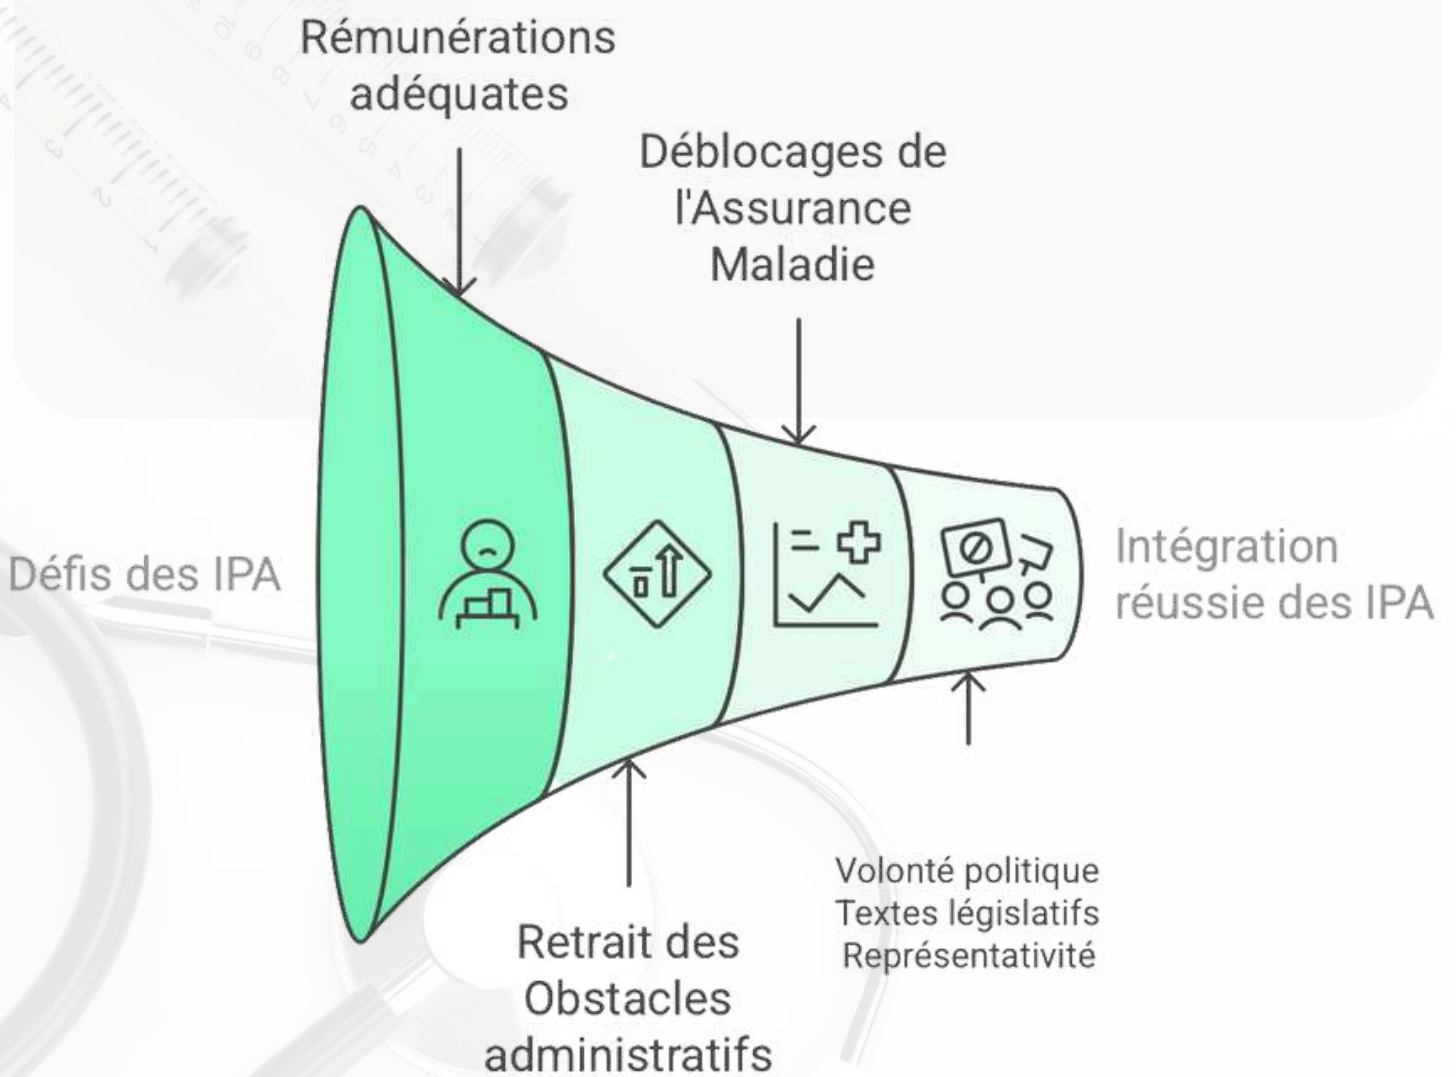 Rémunérations
adéquates
Déblocages de
l'Assurance
Maladie
Défis des IPA
Intégration
réussie des IPA
Retrait des
Obstacles
administratifs
Volonté politique
Textes législatifs
Représentativité